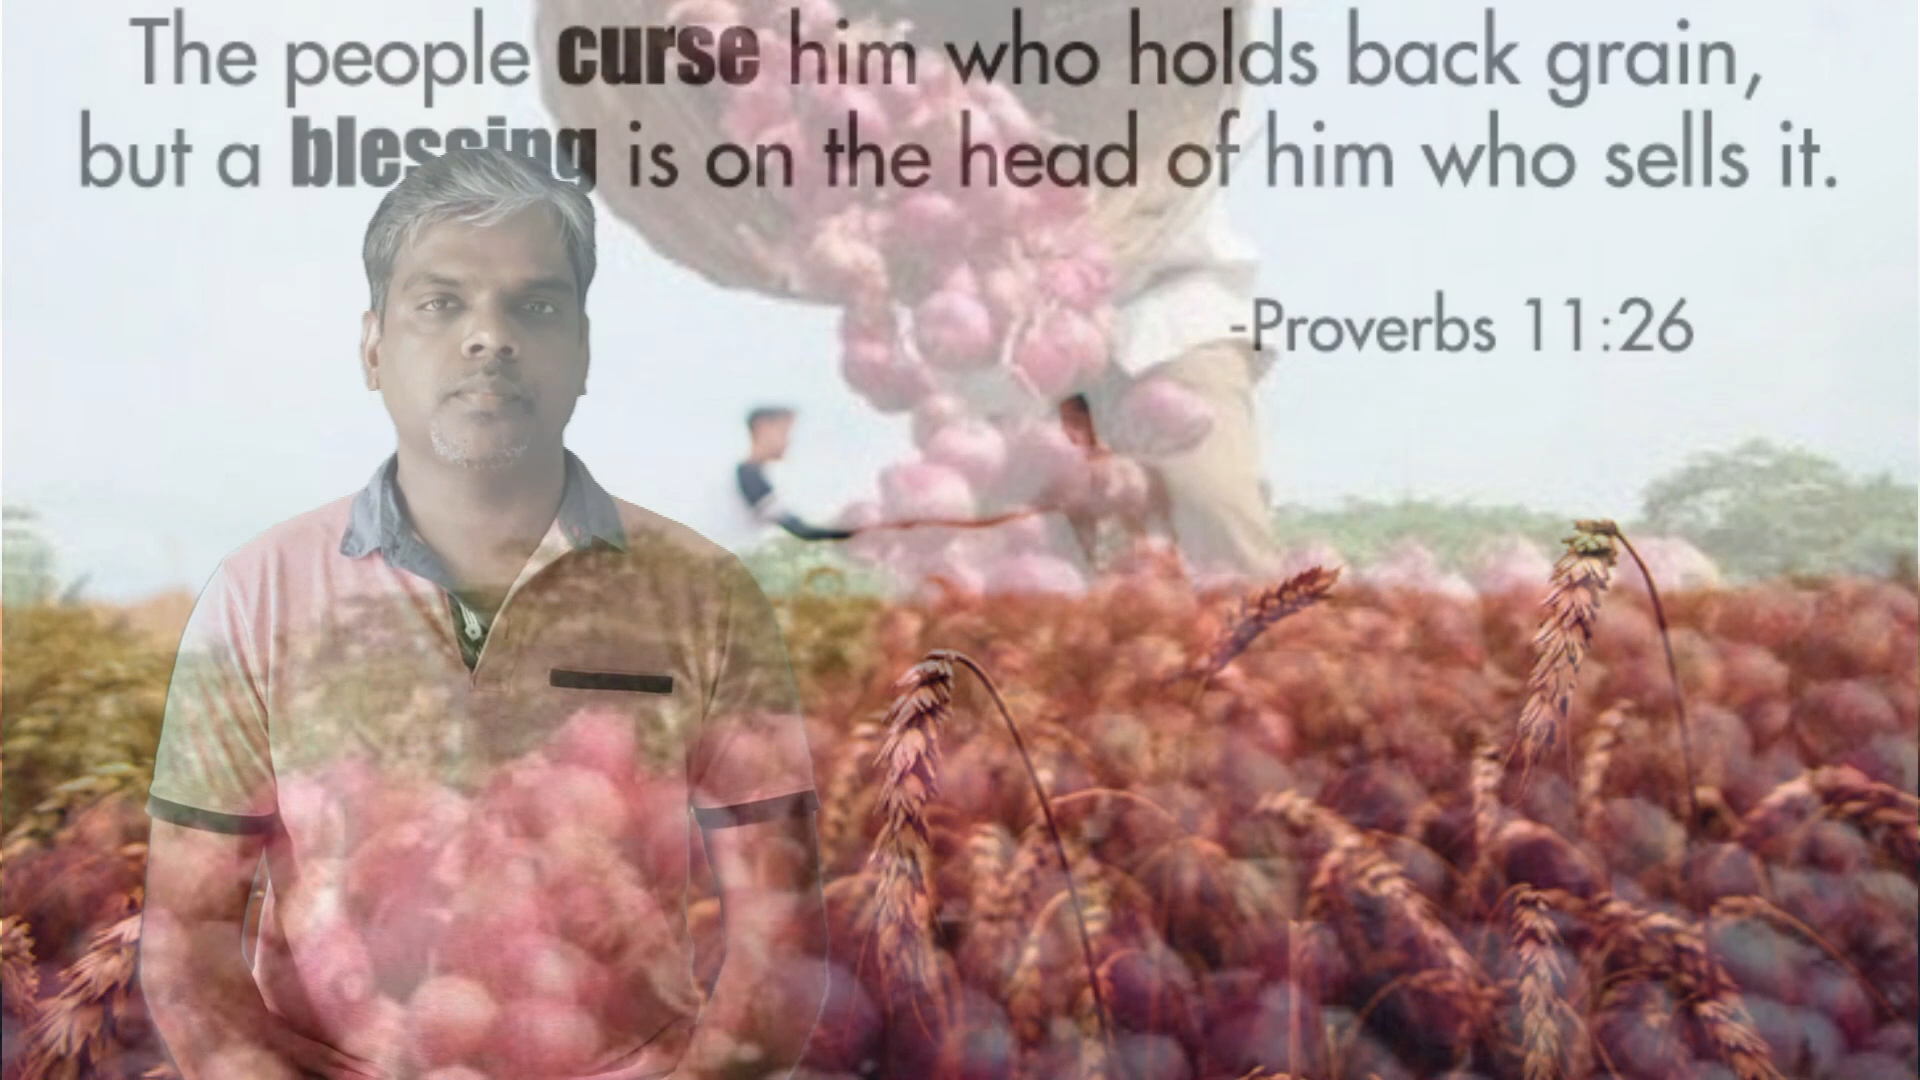 The people curse him who holds back grain,
but a blessing is on the head of him who sells it.
-Proverbs 11:26